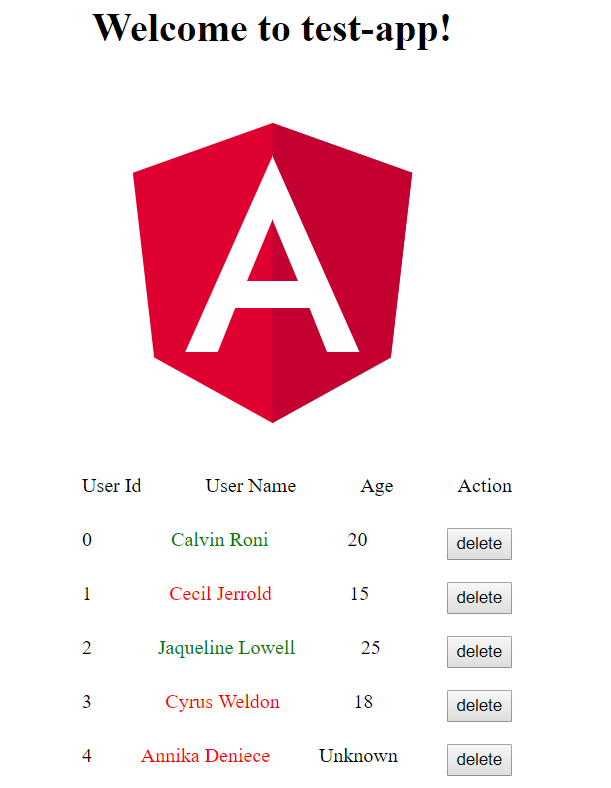 Welcome to test-app!
A
User Id User Name Age Action
0 Calvin Roni 20 delete
1 Cecil Jerrold 15 delete
2 Jaqueline Lowell 25 delete
3 Cyrus Weldon 18 delete
4 Annika Deniece Unknown delete